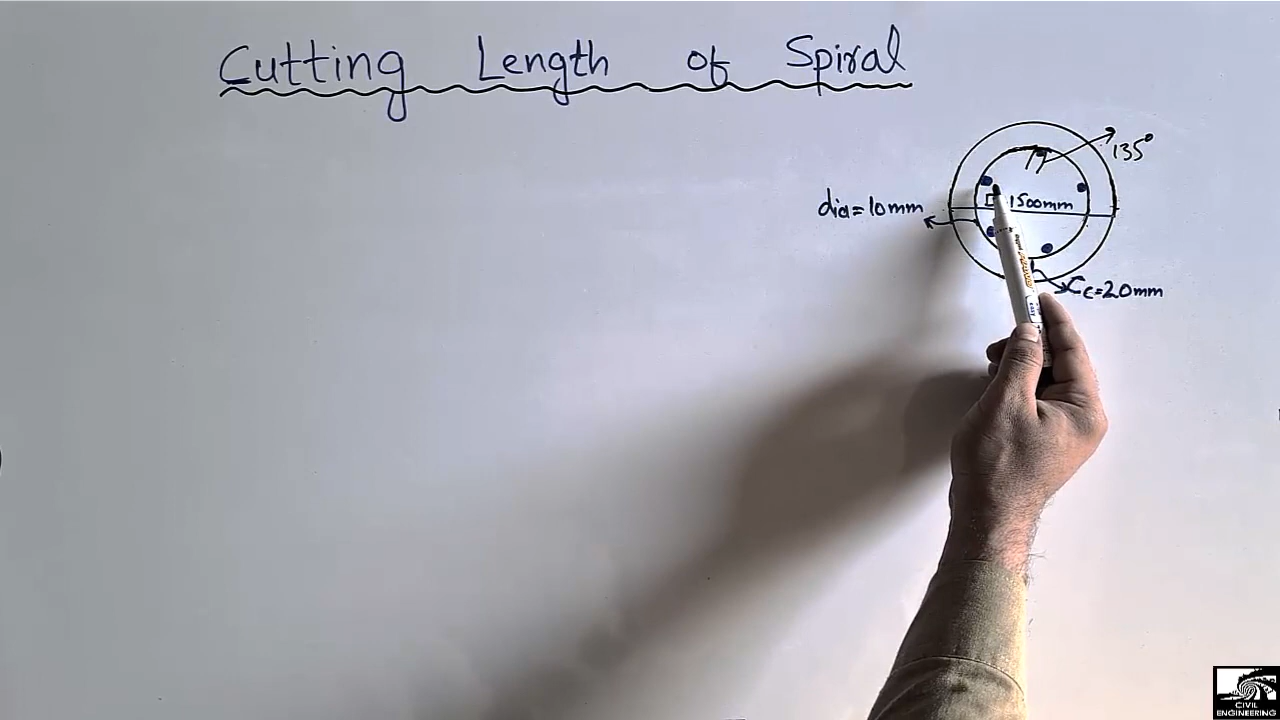 Cutting Length of Spiral
135°
1500mm
dia=10mm
Cc=20mm
CIVIL
ENGINEERING